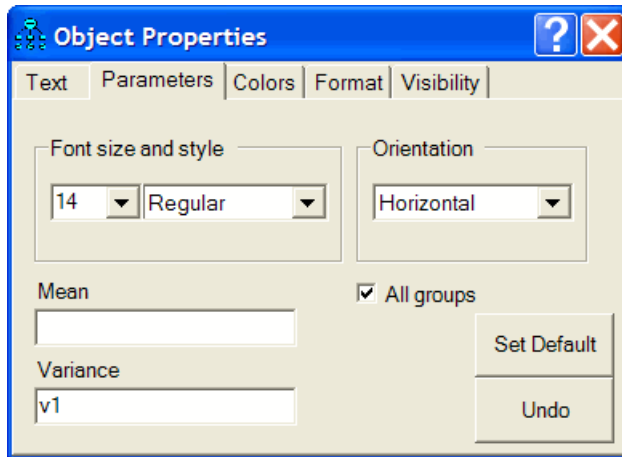 Object Properties
Text Parameters Colors Format Visibility
Font size and style
14 Regular
Orientation
Horizontal
Mean
All groups
Variance
v1
Set Default
Undo